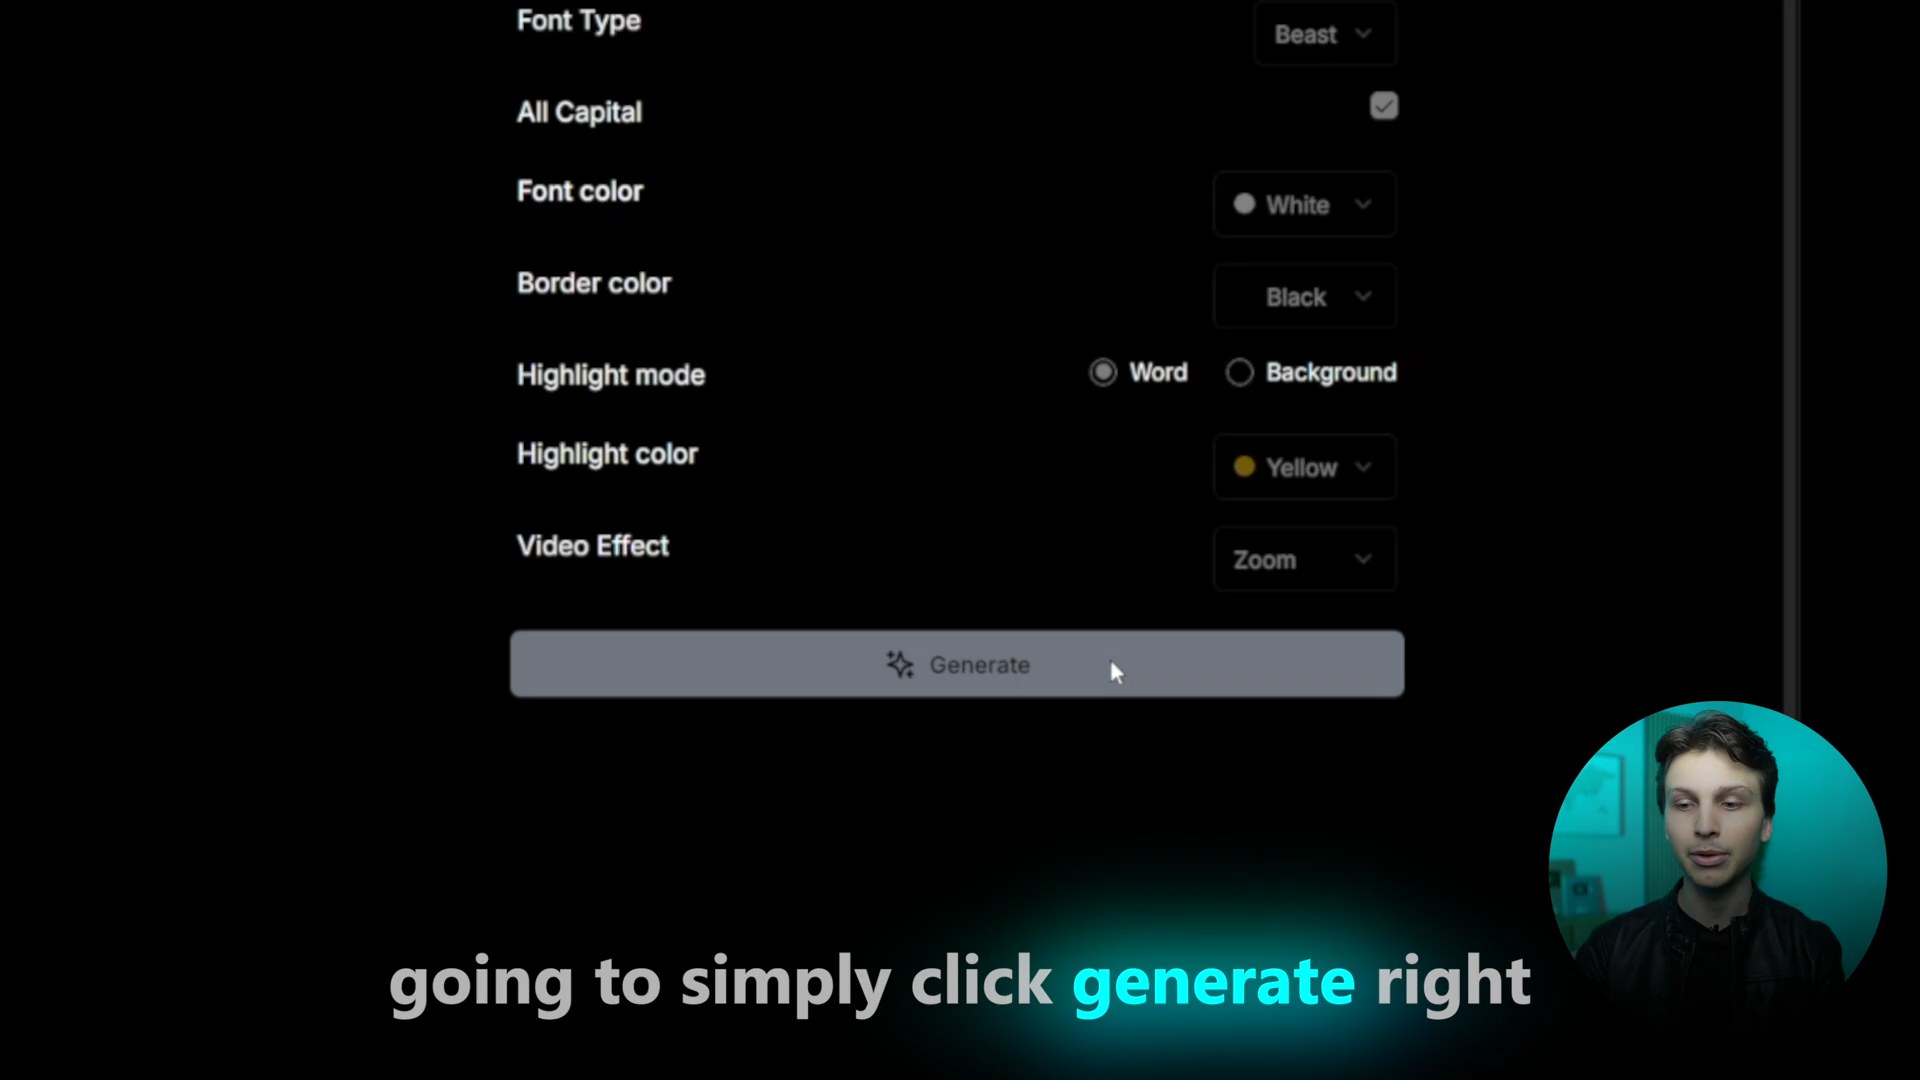 Font Type
Beast
All Capital
Font color
White
Border color
Black
Highlight mode
Word Background
Highlight color
Yellow
Video Effect
Zoom
Generate
going to simply click generate right